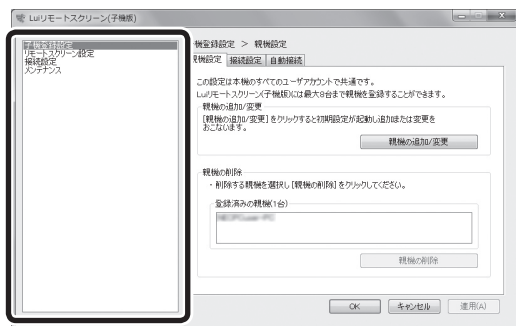 Luiリモートスクリーン(子機版)
子機登録設定
リモートスクリーン設定
接続設定
メンテナンス
機登録設定 > 親機設定
親機設定 接続設定 自動接続
この設定は本機のすべてのユーザアカウントで共通です。
Luiリモートスクリーン(子機版)には最大8台まで親機を登録することができます。
親機の追加/変更
[親機の追加/変更]をクリックすると初期設定が起動し追加または変更を
おこないます。
親機の追加/変更
親機の削除
・ 削除する親機を選択し[親機の削除]をクリックしてください。
登録済みの親機(1台)
親機の削除
OK キャンセル 適用(A)